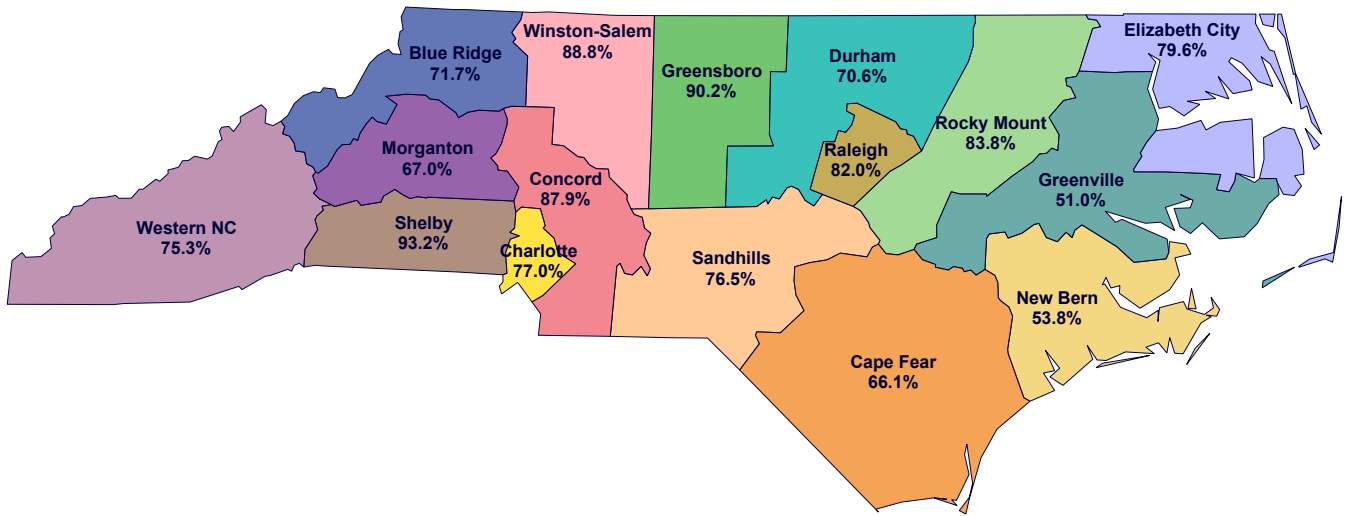 Blue Ridge
71.7%
Winston-Salem
88.8%
Greensboro
90.2%
Durham
70.6%
Elizabeth City
79.6%
Rocky Mount
83.8%
Raleigh
82.0%
Morganton
67.0%
Concord
87.9%
Greenville
51.0%
Western NC
75.3%
Shelby
93.2%
Charlotte
77.0%
Sandhills
76.5%
New Bern
53.8%
Cape Fear
66.1%